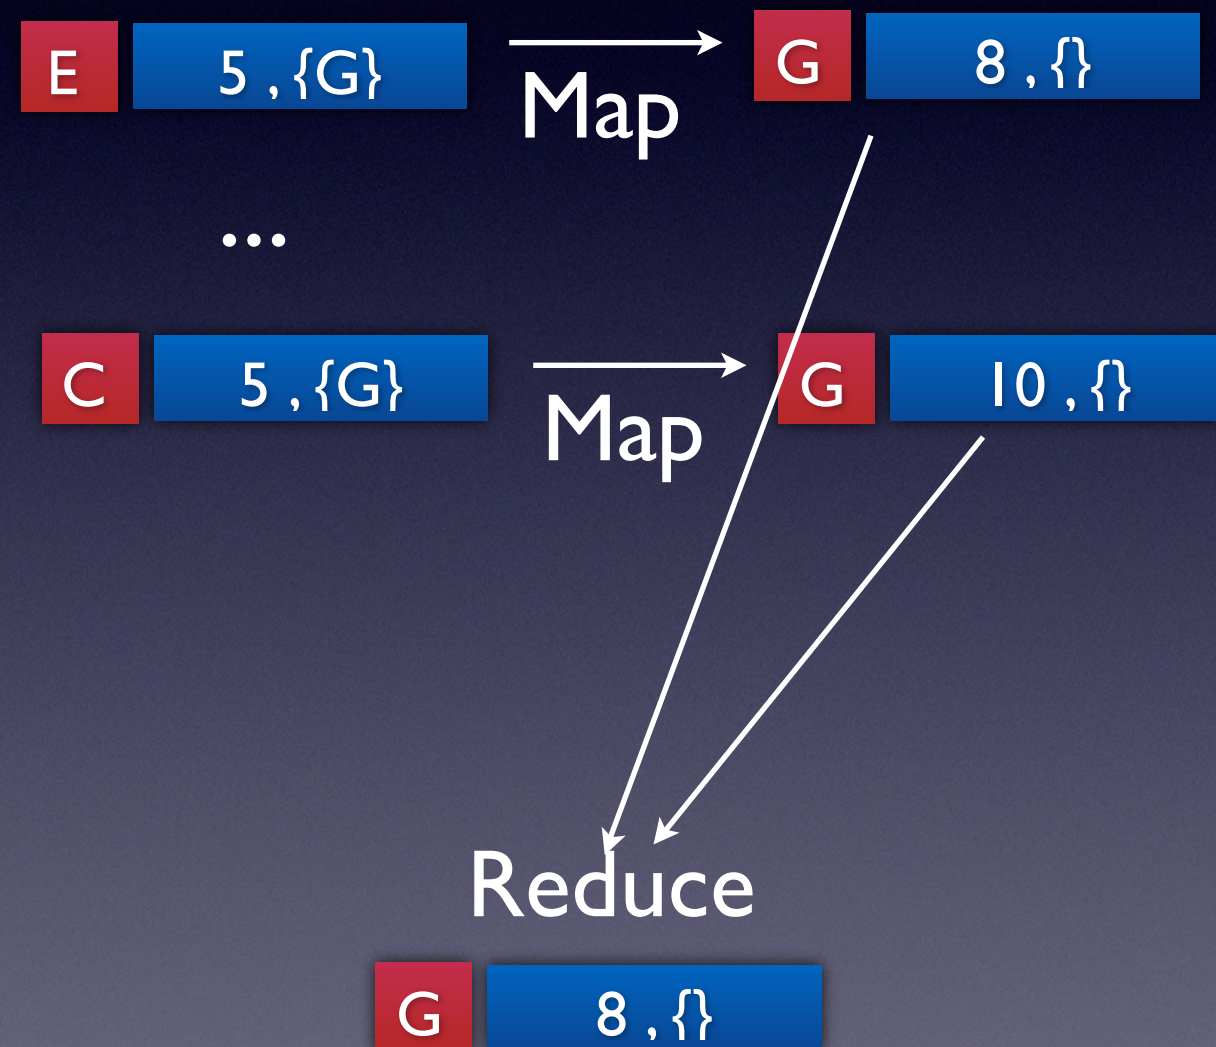 E 5 , {G} Map G 8 , {}
...
C 5 , {G} Map G 10 , {}
Reduce
G 8 , {}